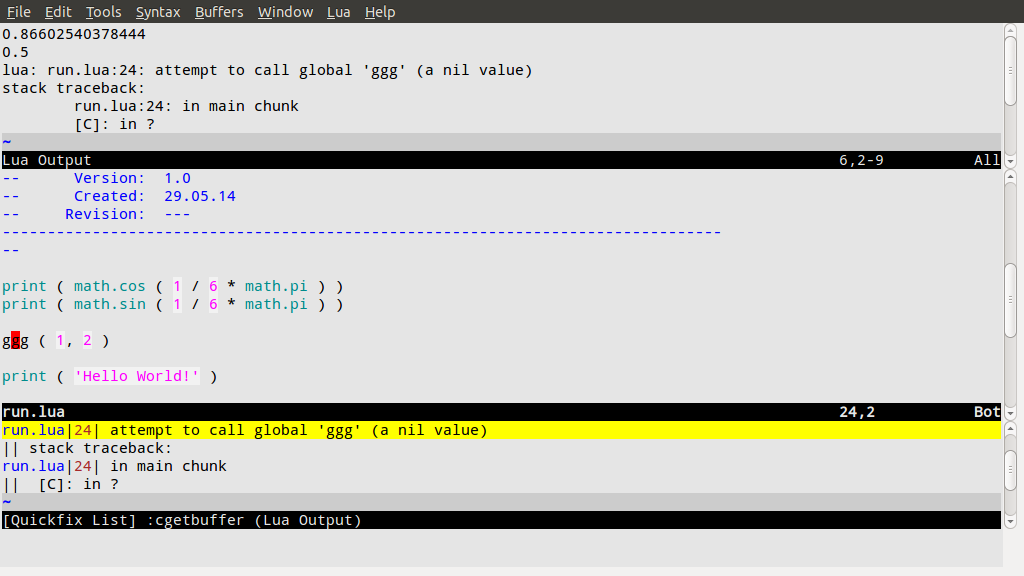 File Edit Tools Syntax Buffers Window Lua Help
0.86602540378444
0.5
lua: run.lua:24: attempt to call global 'ggg' (a nil value)
stack traceback:
        run.lua:24: in main chunk
        [C]: in ?
~
Lua Output 6,2-9 All
--      Version:  1.0
--      Created:  29.05.14
--     Revision:  ---
--------------------------------------------------------------------------------
--
print ( math.cos ( 1 / 6 * math.pi ) )
print ( math.sin ( 1 / 6 * math.pi ) )
ggg ( 1, 2 )
print ( 'Hello World!' )
run.lua 24,2 Bot
run.lua|24| attempt to call global 'ggg' (a nil value)
|| stack traceback:
run.lua|24| in main chunk
||  [C]: in ?
~
[Quickfix List] :cgetbuffer (Lua Output)